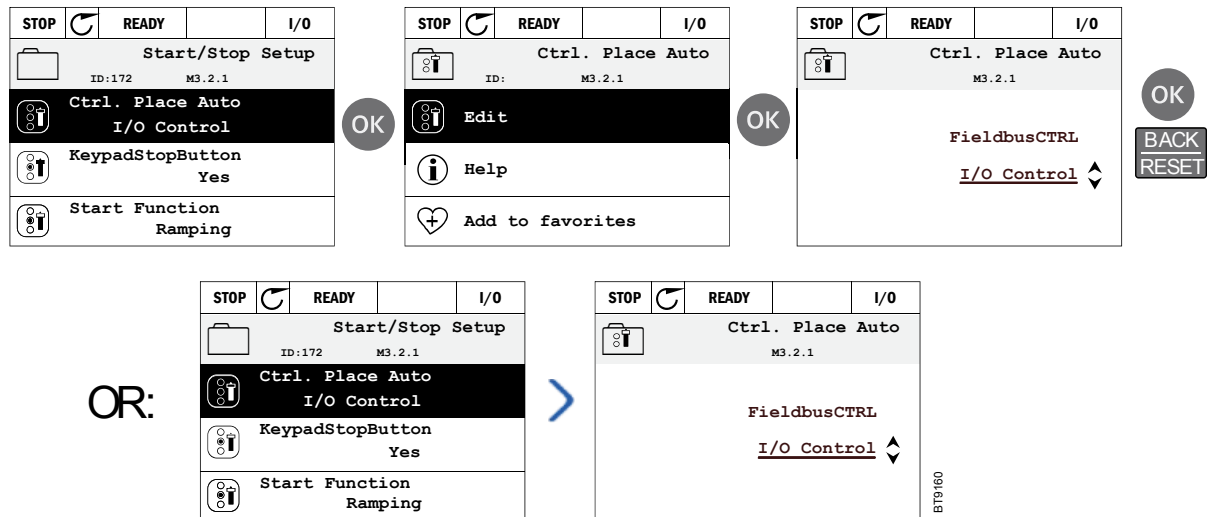 STOP READY I/O
Start/Stop Setup
ID:172 M3.2.1
Ctrl. Place Auto
I/O Control
KeypadStopButton
Yes
Start Function
Ramping
OK
STOP READY I/O
Ctrl. Place Auto
ID: M3.2.1
Edit
Help
Add to favorites
OK
STOP READY I/O
Ctrl. Place Auto
M3.2.1
FieldbusCTRL
I/O Control
OK
BACK
RESET
OR:
STOP READY I/O
Start/Stop Setup
ID:172 M3.2.1
Ctrl. Place Auto
I/O Control
KeypadStopButton
Yes
Start Function
Ramping
STOP READY I/O
Ctrl. Place Auto
M3.2.1
FieldbusCTRL
I/O Control
BT9160